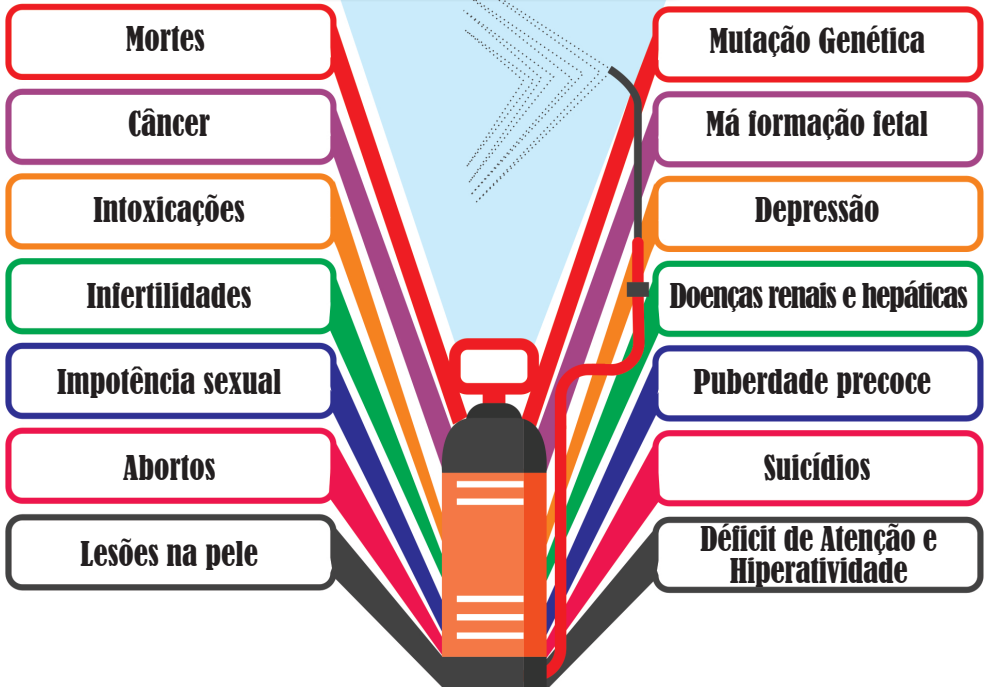 Mortes
Câncer
Intoxicações
Infertilidades
Impotência sexual
Abortos
Lesões na pele
Mutação Genética
Má formação fetal
Depressão
Doenças renais e hepáticas
Puberdade precoce
Suicídios
Déficit de Atenção e
Hiperatividade